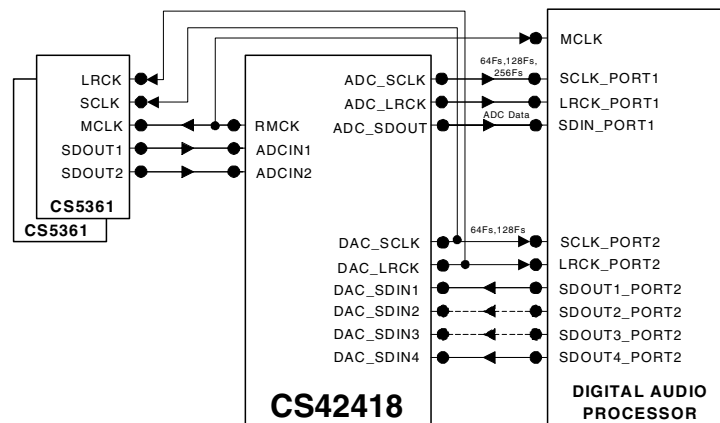 MCLK
64Fs,128Fs,
256Fs
LRCK
SCLK
MCLK
SDOUT1
SDOUT2
CS5361
CS5361
RMCK
ADCIN1
ADCIN2
ADC_SCLK
ADC_LRCK
ADC_SDOUT
ADC Data
SCLK_PORT1
LRCK_PORT1
SDIN_PORT1
64Fs,128Fs
DAC_SCLK
DAC_LRCK
DAC_SDIN1
DAC_SDIN2
DAC_SDIN3
DAC_SDIN4
SCLK_PORT2
LRCK_PORT2
SDOUT1_PORT2
SDOUT2_PORT2
SDOUT3_PORT2
SDOUT4_PORT2
CS42418
DIGITAL AUDIO
PROCESSOR